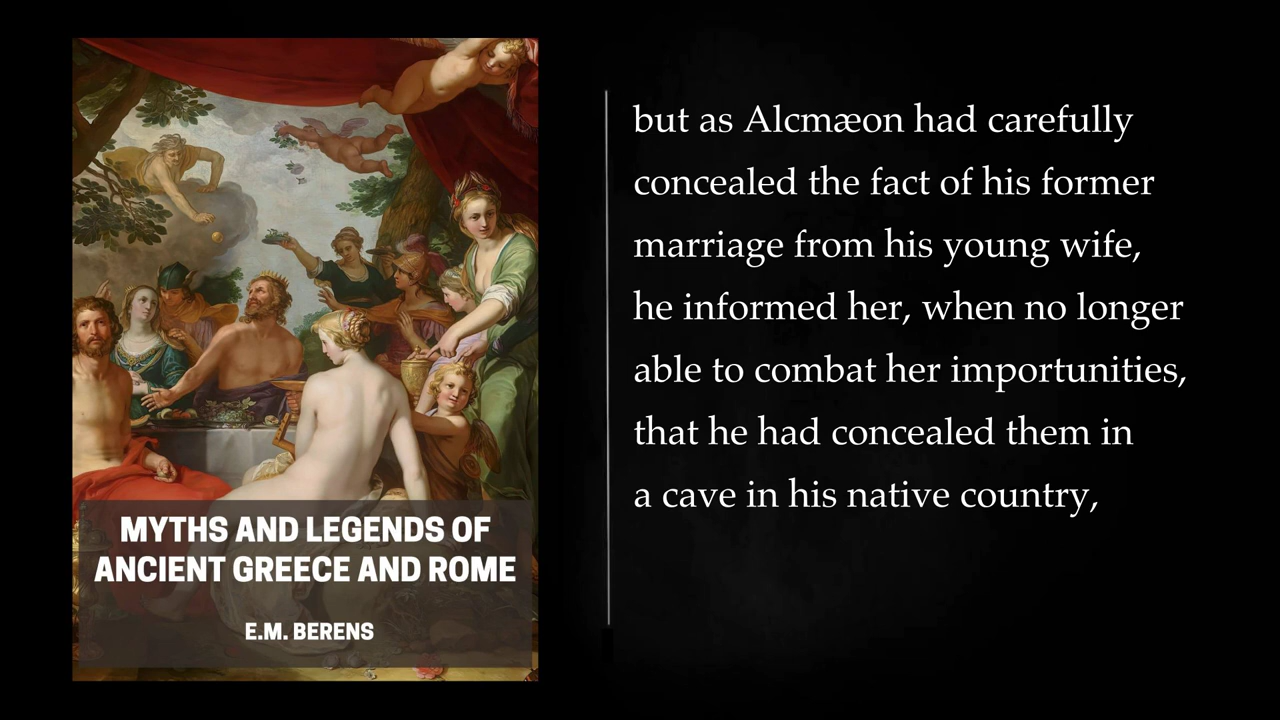 MYTHS AND LEGENDS OF
ANCIENT GREECE AND ROME
E.M. BERENS
but as Alcmæon had carefully
concealed the fact of his former
marriage from his young wife,
he informed her, when no longer
able to combat her importunities,
that he had concealed them in
a cave in his native country,